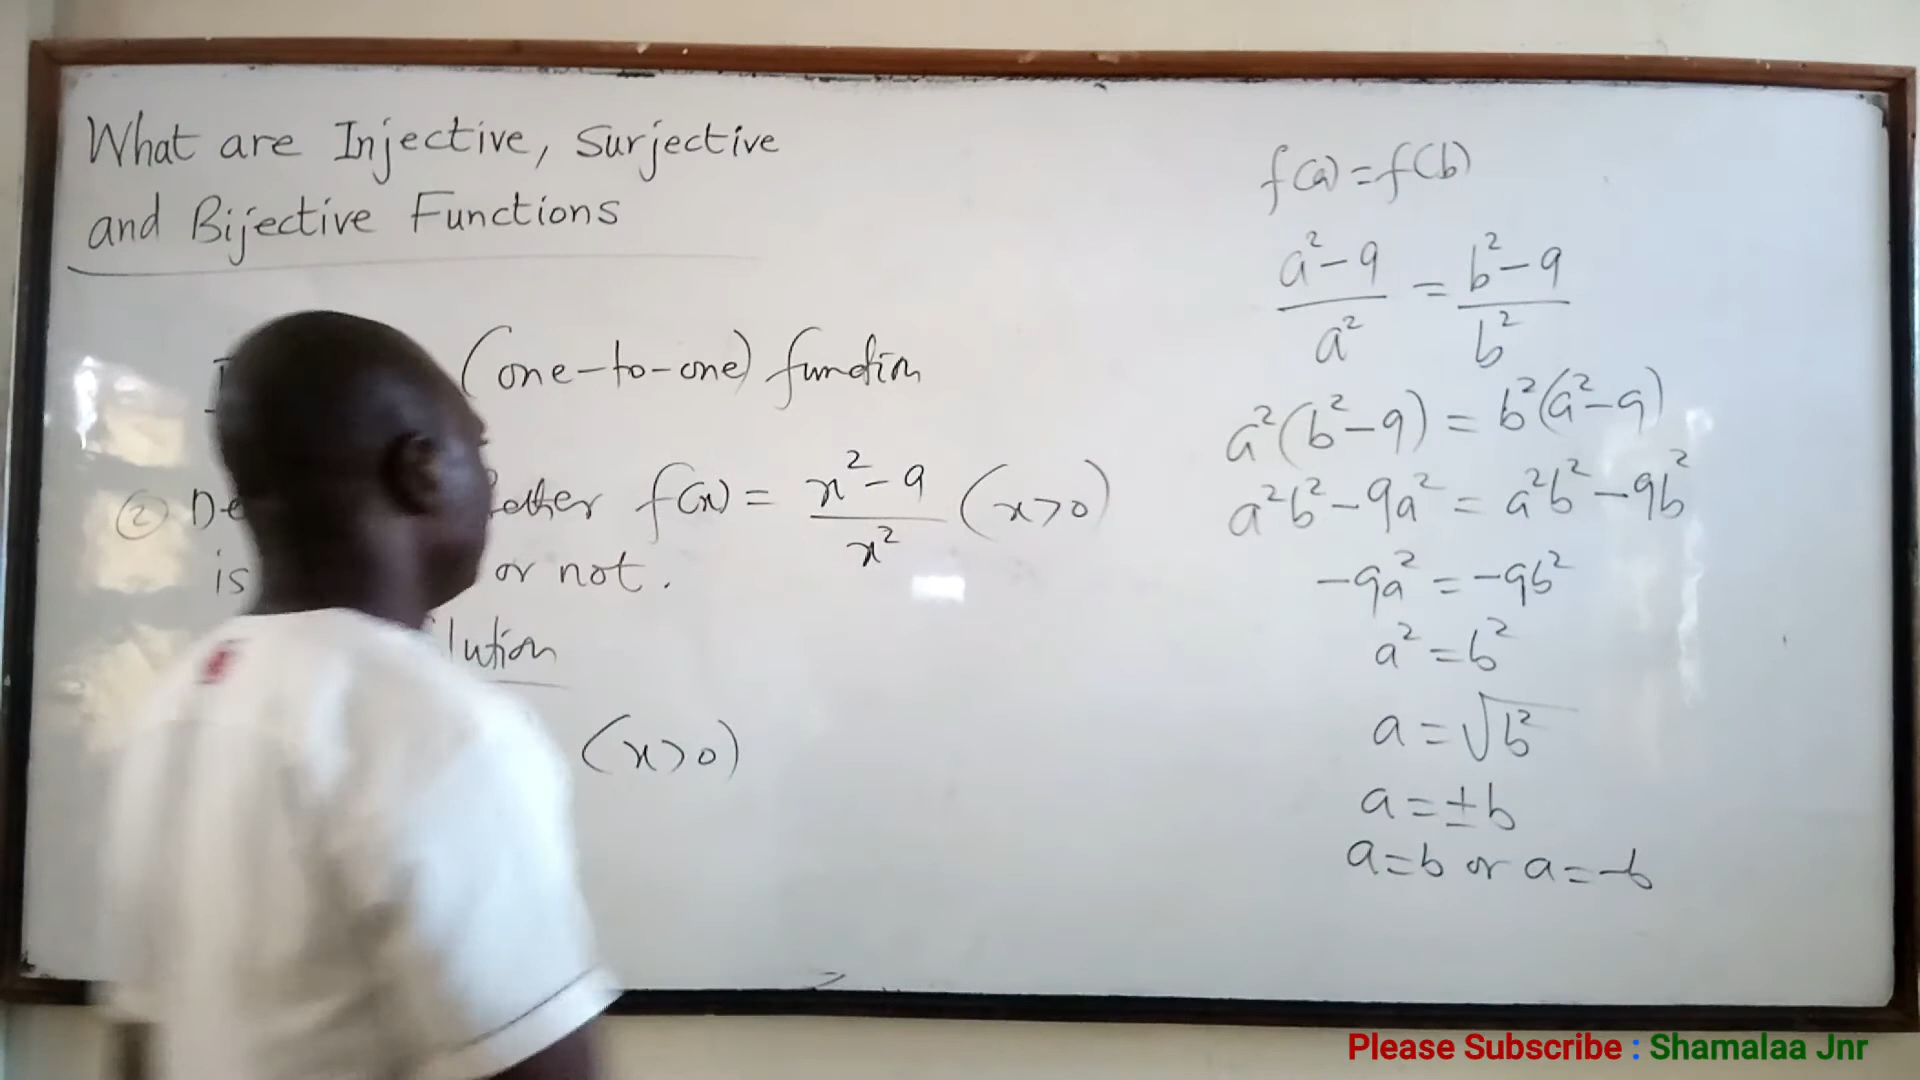 What are Injective, Surjective
and Bijective Functions
(one-to-one) function
② f(x) = x² - 9 / x² (x>0)
is or not.
(x>0)
f(a) = f(b)
a² - 9 / a² = b² - 9 / b²
a²(b² - 9) = b²(a² - 9)
a²b² - 9a² = a²b² - 9b²
-9a² = -9b²
a² = b²
a = √b²
a = ±b
a = b or a = -b
Please Subscribe : Shamalaa Jnr